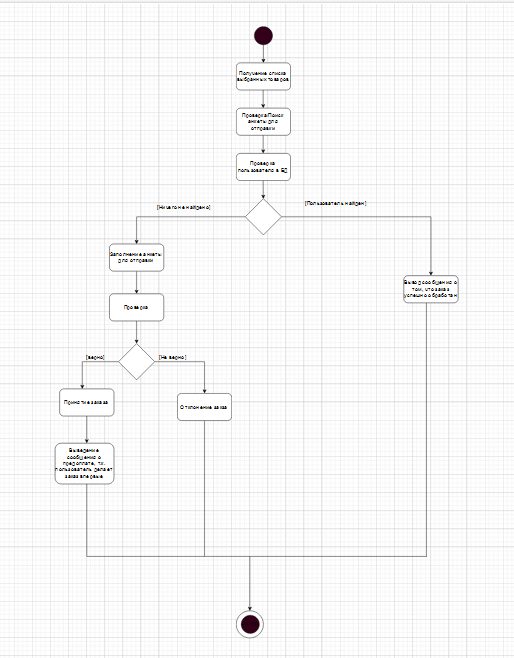 Получение списка
выбранных товаров
Проверка/Поиск
анкеты для
отправки
Проверка
пользователя в БД
[Ничего не найдено]
[Пользователь найден]
Заполнение анкеты
для отправки
Вывод сообщения о
том, что заказ
успешно обработан
Проверка
[верно]
[Не верно]
Принятие заказа
Отклонение заказа
Выведение
сообщения о
предоплате, т.к.
пользователь делает
заказ впервые